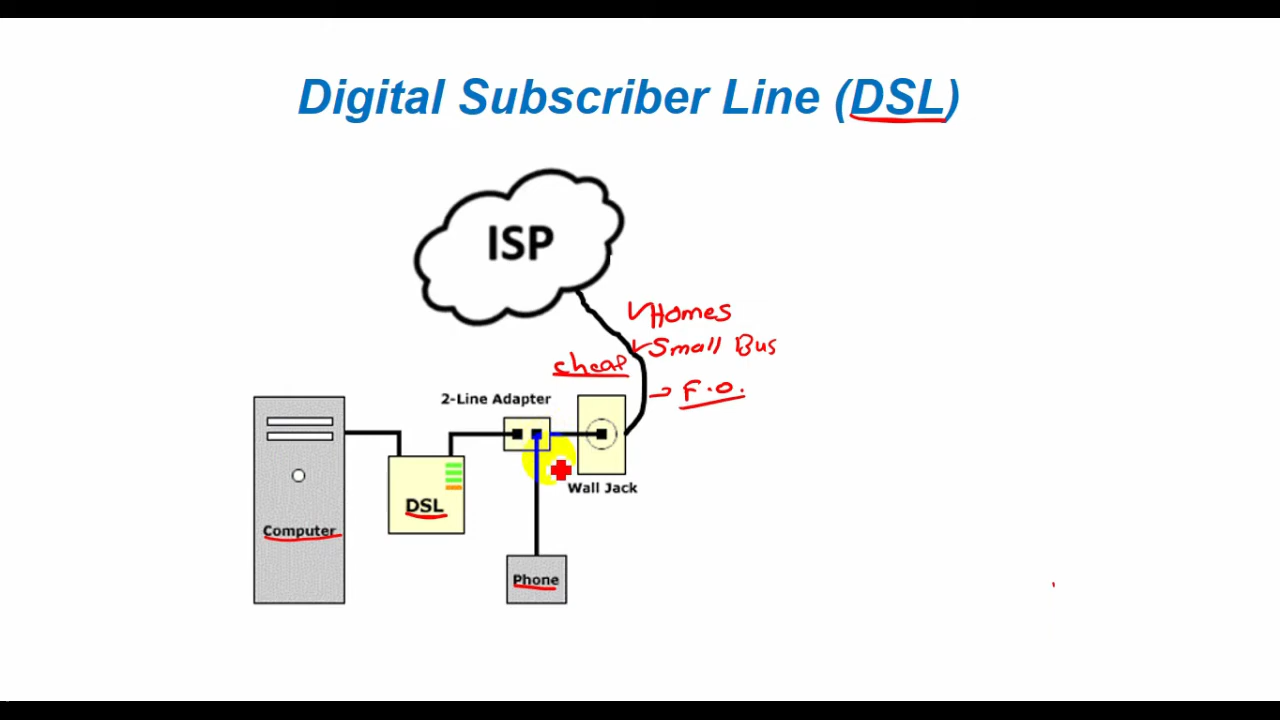 Digital Subscriber Line (DSL)
ISP
Homes
Small Bus
cheap
F.O.
2-Line Adapter
Wall Jack
DSL
Computer
Phone